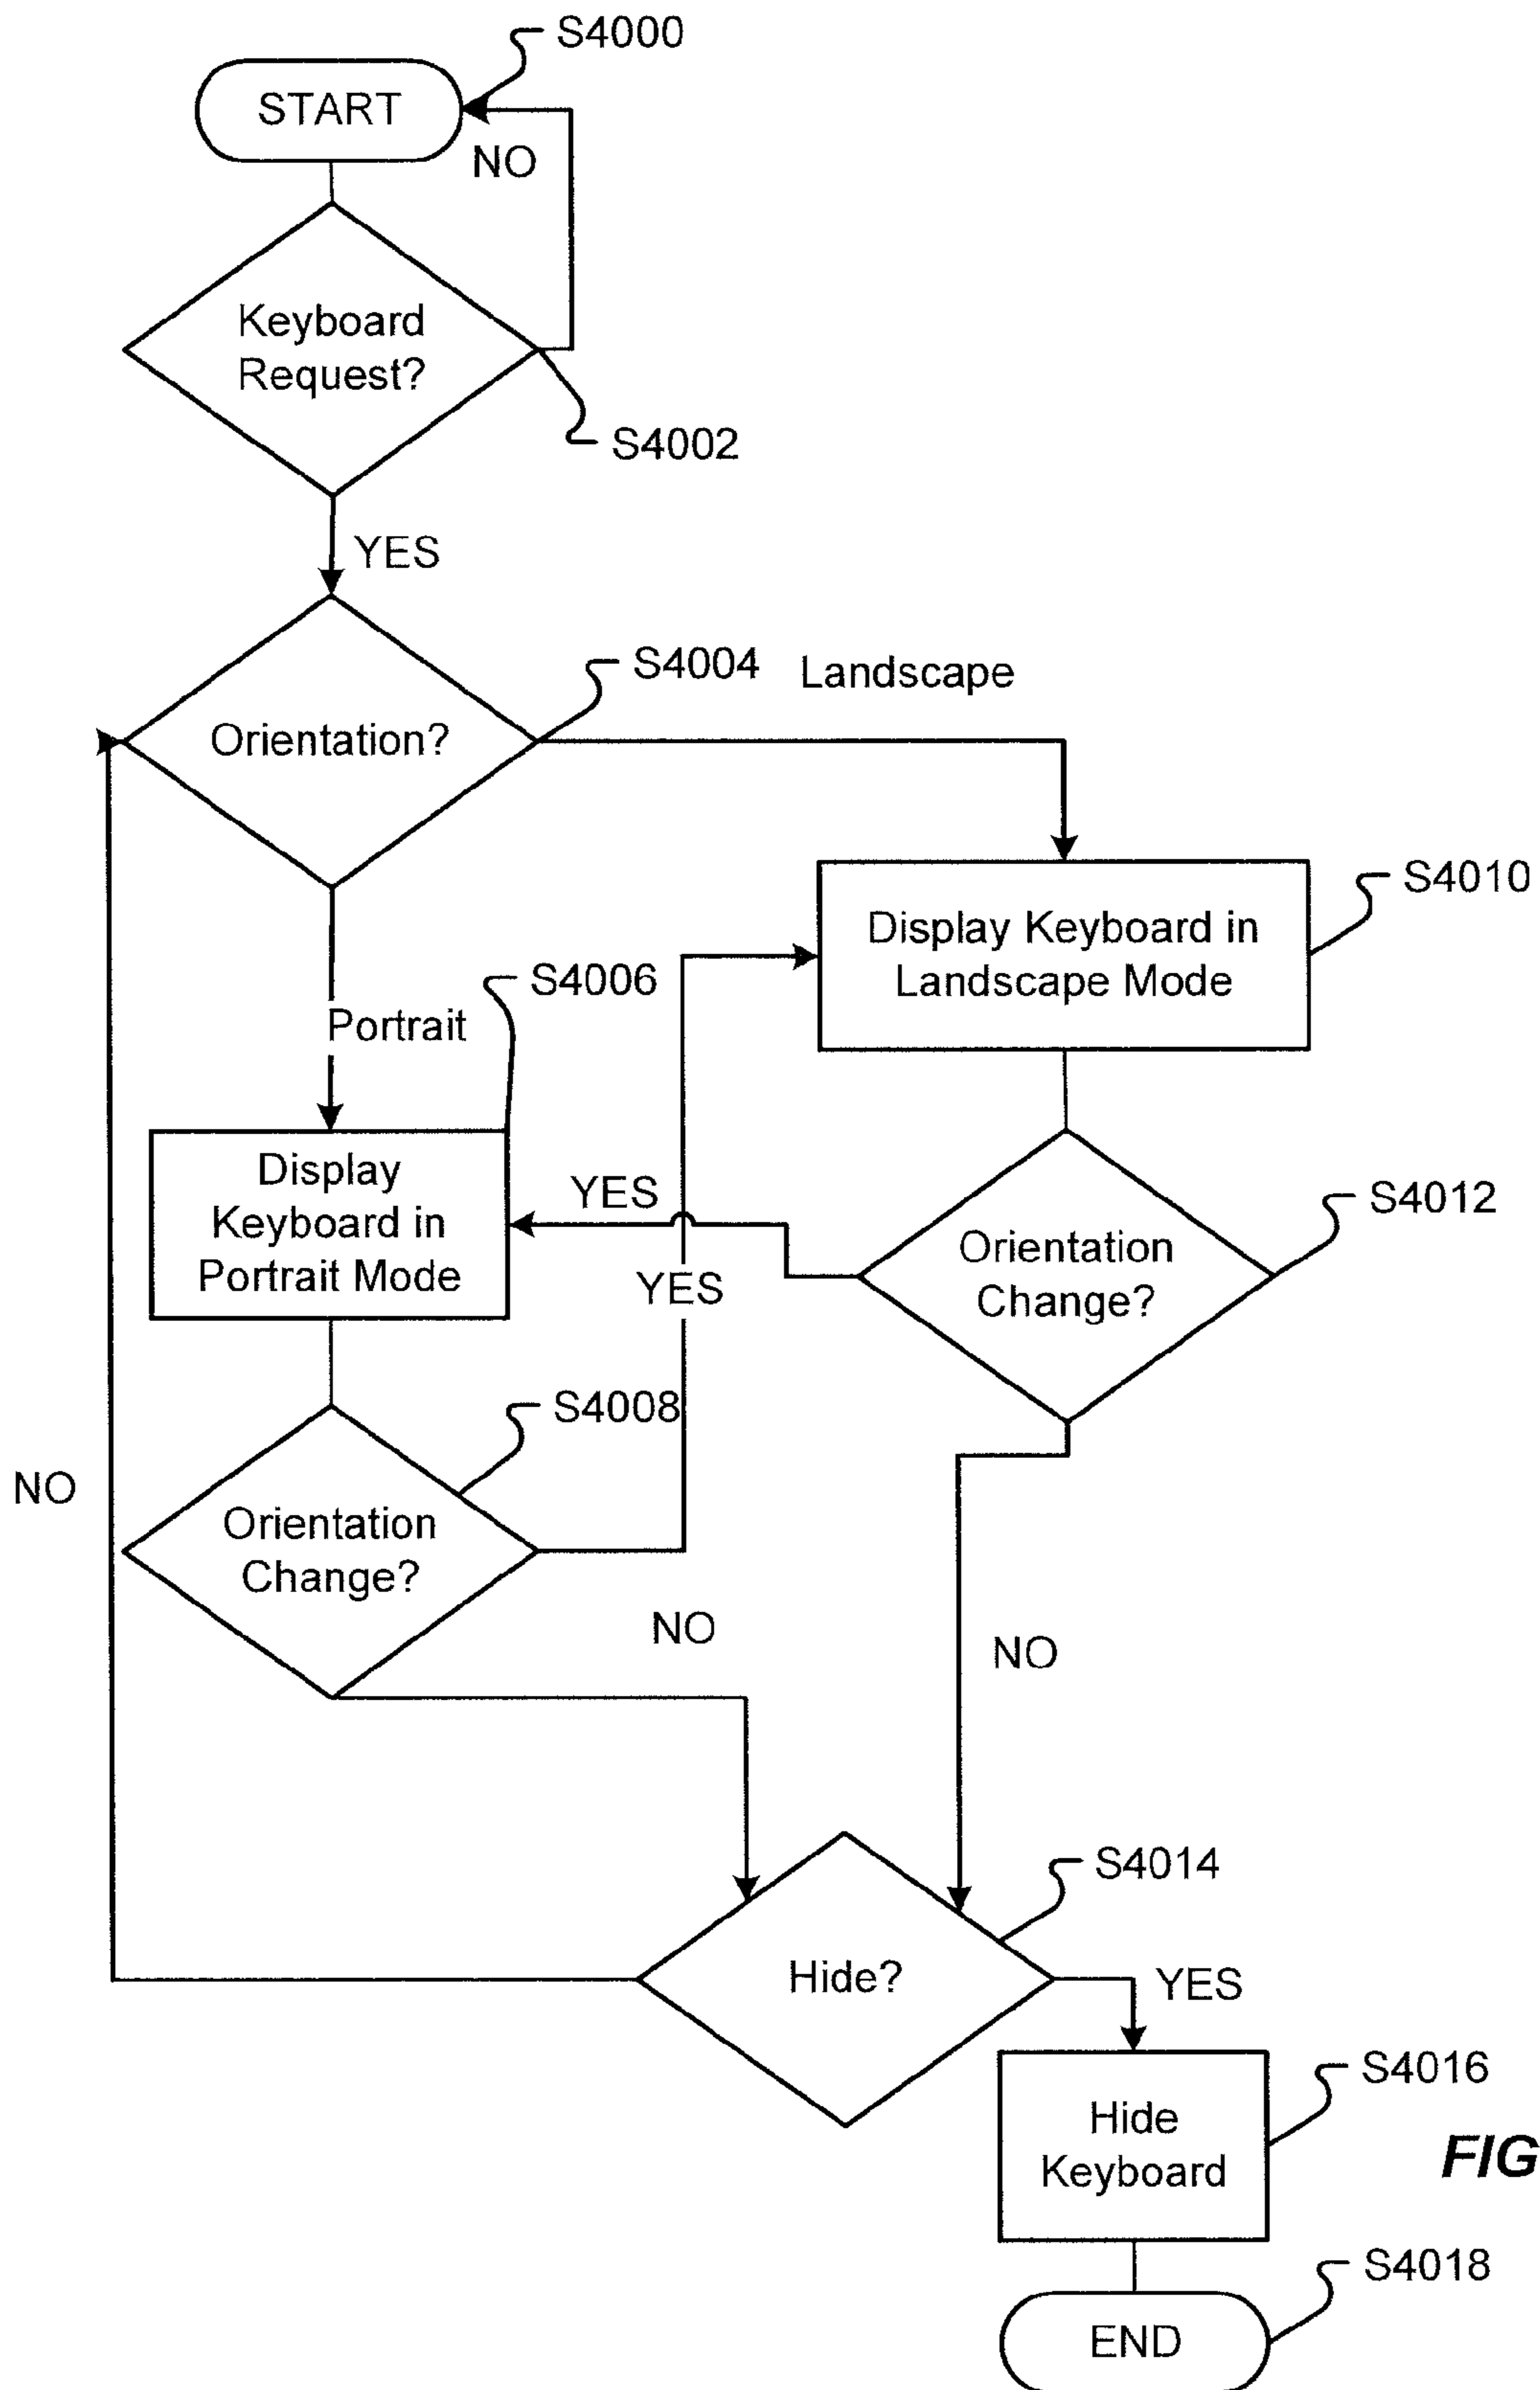 S4000
START
NO
Keyboard
Request?
S4002
YES
S4004
Landscape
Orientation?
S4010
Display Keyboard in
Landscape Mode
S4006
Portrait
Display
Keyboard in
Portrait Mode
YES
S4012
Orientation
Change?
YES
S4008
NO
Orientation
Change?
NO
NO
S4014
Hide?
YES
S4016
Hide
Keyboard
FIG
S4018
END